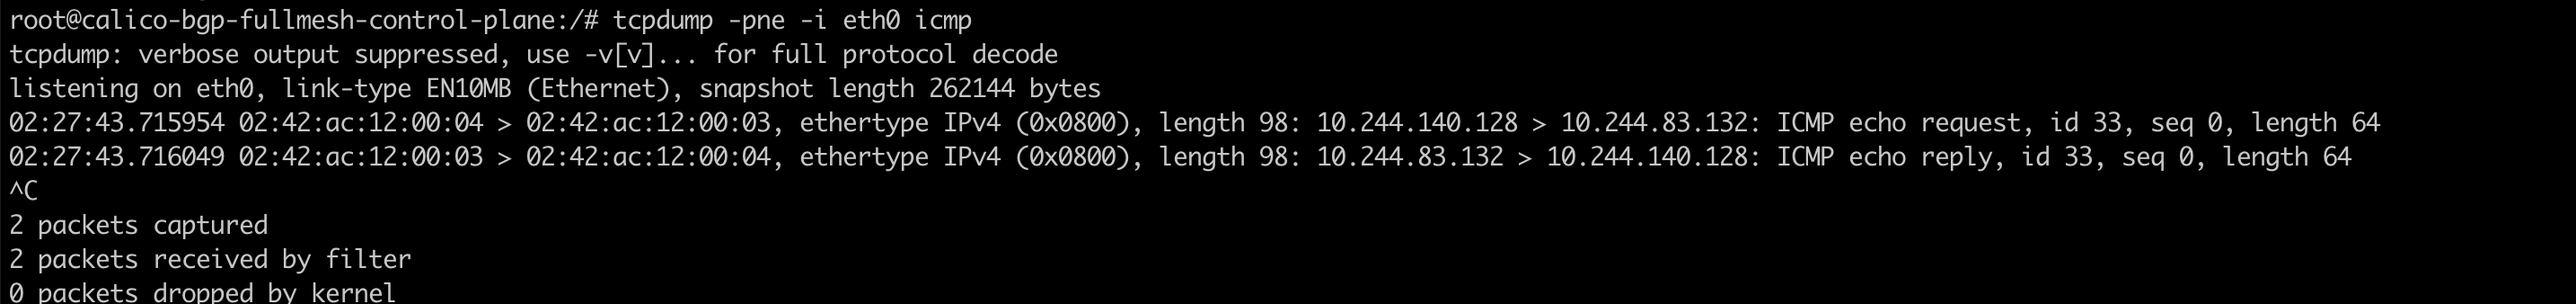 root@calico-bgp-fullmesh-control-plane:/# tcpdump -pne -i eth0 icmp
tcpdump: verbose output suppressed, use -v[v]... for full protocol decode
listening on eth0, link-type EN10MB (Ethernet), snapshot length 262144 bytes
02:27:43.715954 02:42:ac:12:00:04 > 02:42:ac:12:00:03, ethertype IPv4 (0x0800), length 98: 10.244.140.128 > 10.244.83.132: ICMP echo request, id 33, seq 0, length 64
02:27:43.716049 02:42:ac:12:00:03 > 02:42:ac:12:00:04, ethertype IPv4 (0x0800), length 98: 10.244.83.132 > 10.244.140.128: ICMP echo reply, id 33, seq 0, length 64
^C
2 packets captured
2 packets received by filter
0 packets dropped by kernel